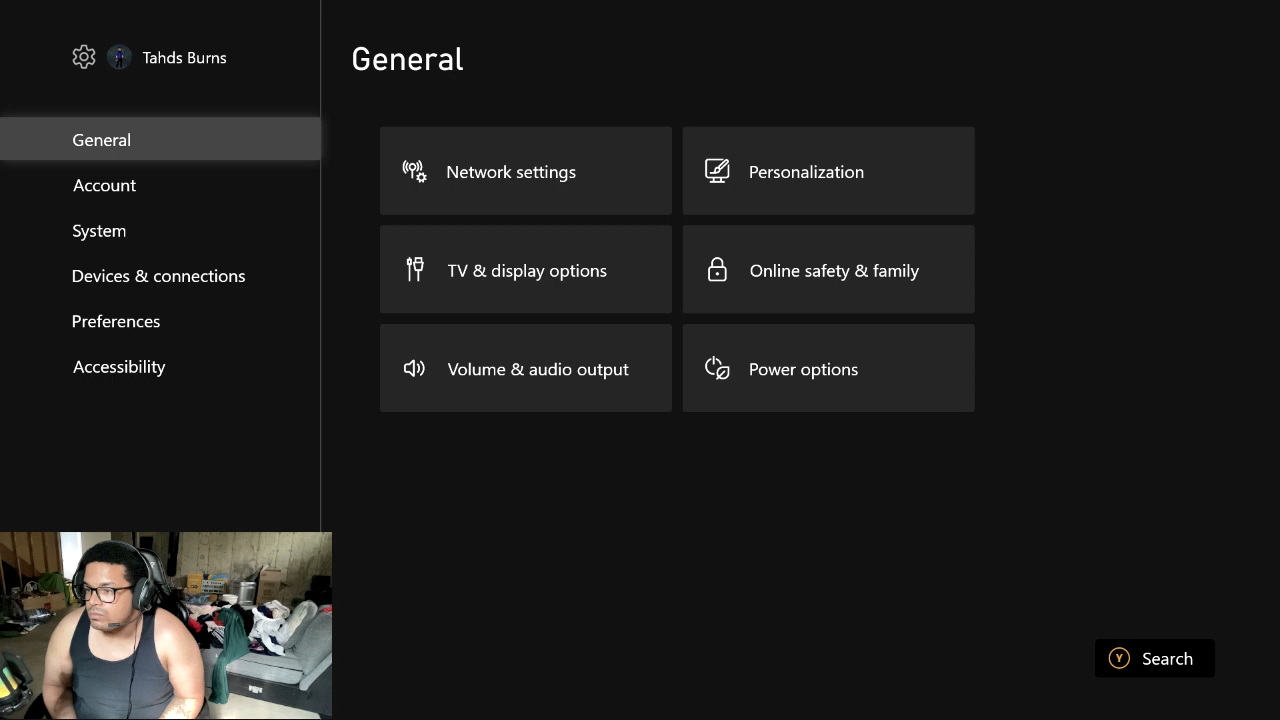 Tahds Burns
General
General
Account
System
Devices & connections
Preferences
Accessibility
Network settings
Personalization
TV & display options
Online safety & family
Volume & audio output
Power options
Y Search